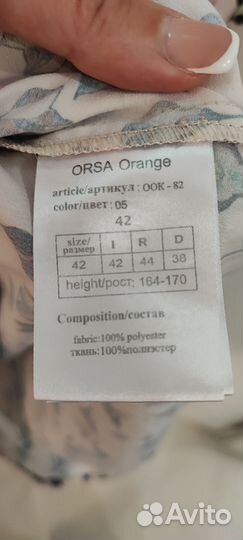 ORSA Orange
article/артикул : OOK - 82
color/цвет : 05
42
size/размер I R D
42 42 44 36
height/рост; 164-170
Composition/состав
fabric:100% polyester
ткань:100%полиэстер
Avito